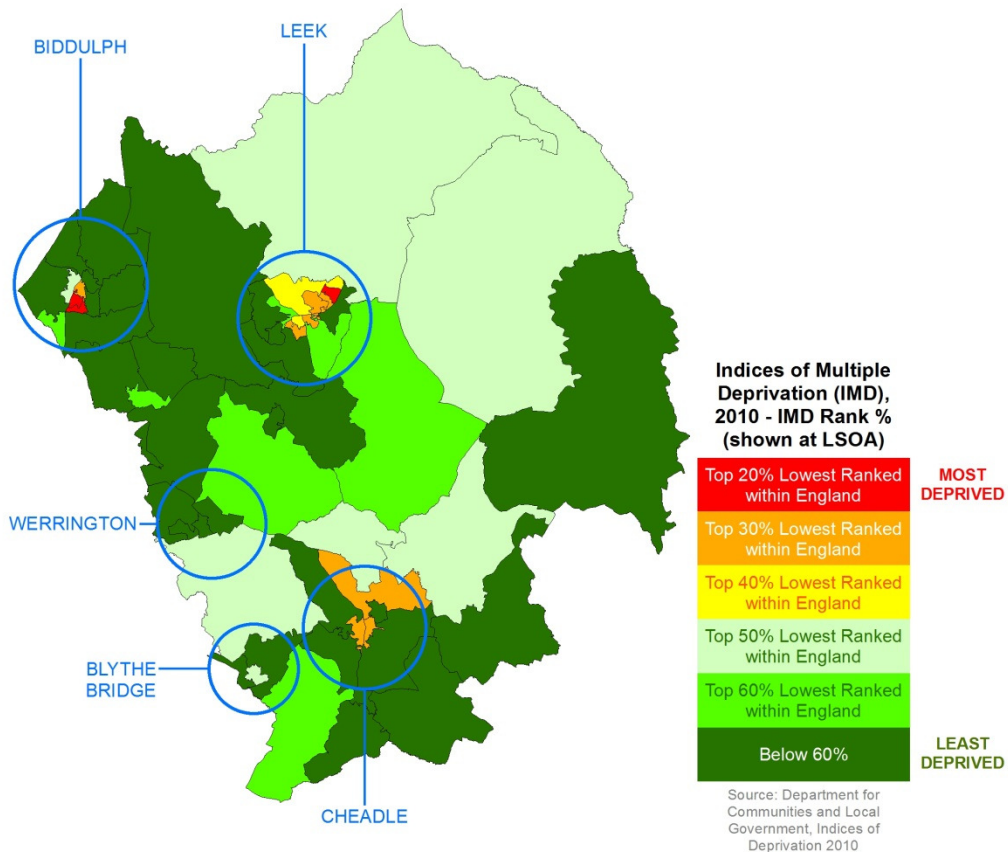 BIDDULPH
LEEK
WERRINGTON
BLYTHE
BRIDGE
CHEADLE
Indices of Multiple
Deprivation (IMD),
2010 - IMD Rank %
(shown at LSOA)
Top 20% Lowest Ranked
within England
MOST
DEPRIVED
Top 30% Lowest Ranked
within England
Top 40% Lowest Ranked
within England
Top 50% Lowest Ranked
within England
Top 60% Lowest Ranked
within England
Below 60%
LEAST
DEPRIVED
Source: Department for
Communities and Local
Government, Indices of
Deprivation 2010